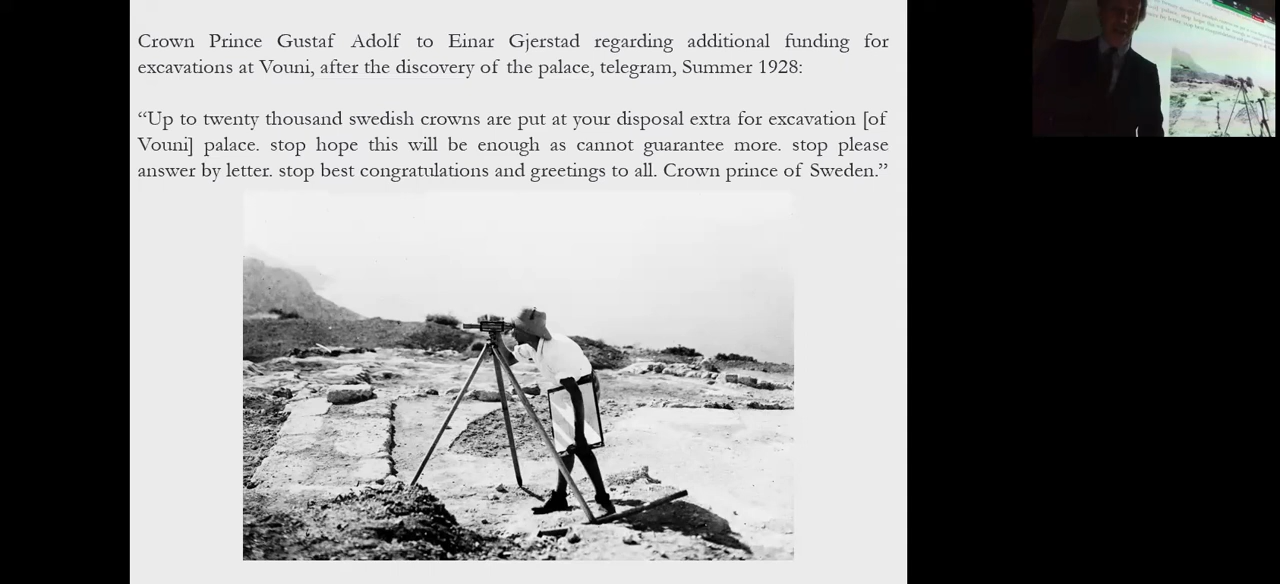 Crown Prince Gustaf Adolf to Einar Gjerstad regarding additional funding for
excavations at Vouni, after the discovery of the palace, telegram, Summer 1928:
“Up to twenty thousand swedish crowns are put at your disposal extra for excavation [of
Vouni] palace. stop hope this will be enough as cannot guarantee more. stop please
answer by letter. stop best congratulations and greetings to all. Crown prince of Sweden.”